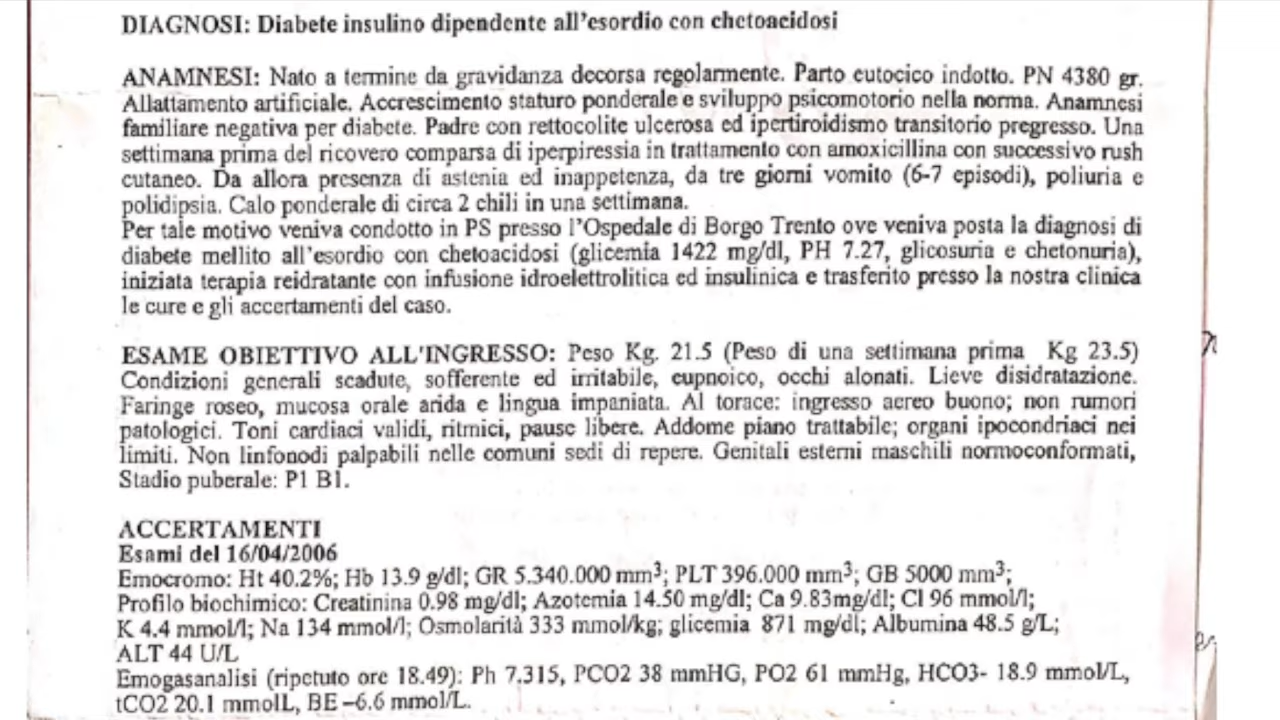 DIAGNOSI: Diabete insulino dipendente all'esordio con chetoacidosi
ANAMNESI: Nato a termine da gravidanza decorsa regolarmente. Parto eutocico indotto. PN 4380 gr.
Allattamento artificiale. Accrescimento staturo ponderale e sviluppo psicomotorio nella norma. Anamnesi
familiare negativa per diabete. Padre con rettocolite ulcerosa ed ipertiroidismo transitorio pregresso. Una
settimana prima del ricovero comparsa di iperpiressia in trattamento con amoxicillina con successivo rush
cutaneo. Da allora presenza di astenia ed inappetenza, da tre giorni vomito (6-7 episodi), poliuria e
polidipsia. Calo ponderale di circa 2 chili in una settimana.
Per tale motivo veniva condotto in PS presso l'Ospedale di Borgo Trento ove veniva posta la diagnosi di
diabete mellito all'esordio con chetoacidosi (glicemia 1422 mg/dl, PH 7.27, glicosuria e chetonuria),
iniziata terapia reidratante con infusione idroelettrolitica ed insulinica e trasferito presso la nostra clinica
le cure e gli accertamenti del caso.
ESAME OBIETTIVO ALL'INGRESSO: Peso Kg. 21.5 (Peso di una settimana prima Kg 23.5)
Condizioni generali scadute, sofferente ed irritabile, eupnoico, occhi alonati. Lieve disidratazione.
Faringe roseo, mucosa orale arida e lingua impaniata. Al torace: ingresso aereo buono; non rumori
patologici. Toni cardiaci validi, ritmici, pause libere. Addome piano trattabile; organi ipocondriaci nei
limiti. Non linfonodi palpabili nelle comuni sedi di repere. Genitali esterni maschili normoconformati,
Stadio puberale: P1 B1.
ACCERTAMENTI
Esami del 16/04/2006
Emocromo: Ht 40.2%; Hb 13.9 g/dl; GR 5.340.000 mm³; PLT 396.000 mm³; GB 5000 mm³;
Profilo biochimico: Creatinina 0.98 mg/dl; Azotemia 14.50 mg/dl; Ca 9.83mg/dl; Cl 96 mmol/l;
K 4.4 mmol/l; Na 134 mmol/l; Osmolarità 333 mmol/kg; glicemia 871 mg/dl; Albumina 48.5 g/L;
ALT 44 U/L
Emogasanalisi (ripetuto ore 18.49): Ph 7.315, PCO2 38 mmHG, PO2 61 mmHg, HCO3- 18.9 mmol/L,
tCO2 20.1 mmolL, BE –6.6 mmol/L.